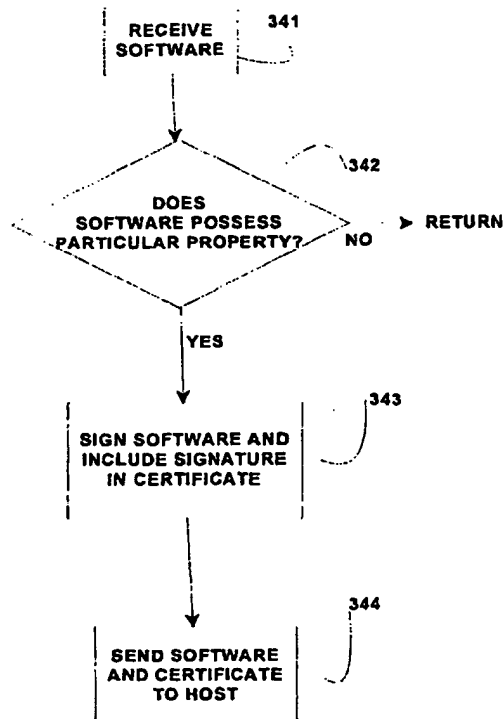 341
RECEIVE
SOFTWARE
342
DOES
SOFTWARE POSSESS
PARTICULAR PROPERTY?
NO
RETURN
YES
343
SIGN SOFTWARE AND
INCLUDE SIGNATURE
IN CERTIFICATE
344
SEND SOFTWARE
AND CERTIFICATE
TO HOST